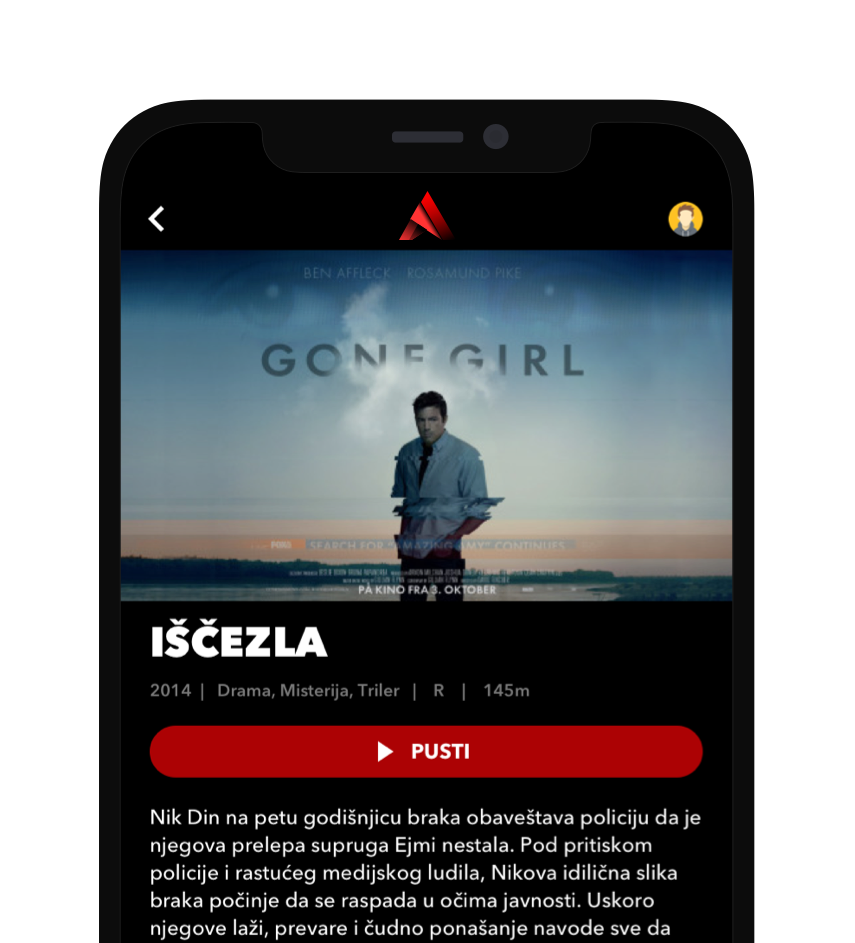 BEN AFFLECK ROSAMUND PIKE
GONE GIRL
SEARCH FOR "AMAZING AMY" CONTINUES
PÅ KINO FRA 3. OKTOBER
IŠČEZLA
2014 | Drama, Misterija, Triler | R | 145m
PUSTI
Nik Din na petu godišnjicu braka obaveštava policiju da je
njegova prelepa supruga Ejmi nestala. Pod pritiskom
policije i rastućeg medijskog ludila, Nikova idilična slika
braka počinje da se raspada u očima javnosti. Uskoro
njegove laži, prevare i čudno ponašanje navode sve da